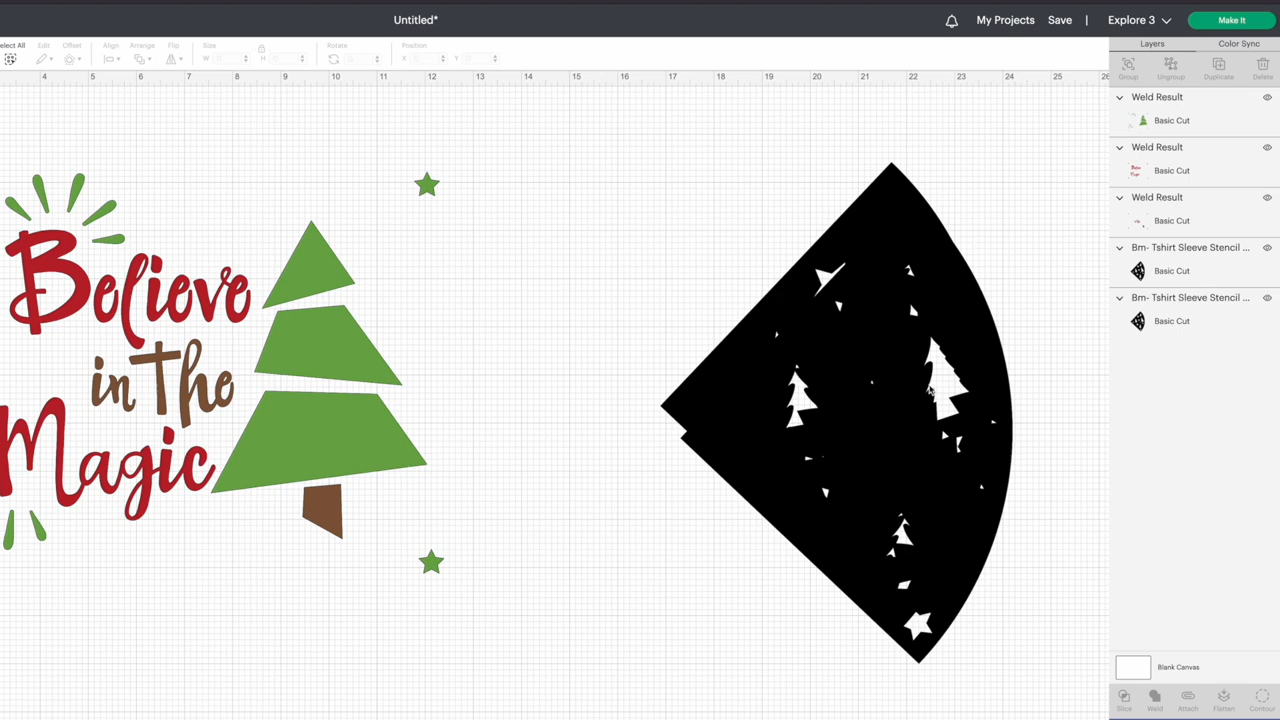 Untitled*
My Projects Save | Explore 3 Make It
elect All Edit Offset Align Arrange Flip Size Rotate Position
W H X Y
Layers Color Sync
4 5 6 7 8 9 10 11 12 13 14 15 16 17 18 19 20 21 22 23 24 25 26
Group Ungroup Duplicate Delete
Weld Result
Basic Cut
Weld Result
Basic Cut
Weld Result
Basic Cut
Bm- Tshirt Sleeve Stencil ...
Basic Cut
Bm- Tshirt Sleeve Stencil ...
Basic Cut
Believe
in The
Magic
Blank Canvas
Slice Weld Attach Flatten Contour